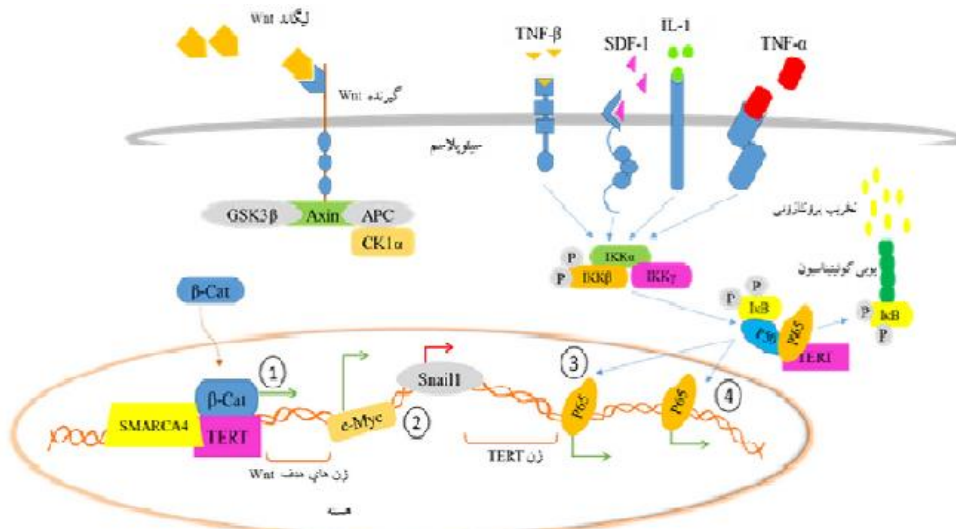 لیگاند Wnt
گیرنده Wnt
TNF-β
SDF-1
IL-1
TNF-α
سیتوپلاسم
GSK3β
Axin
APC
CK1α
تخریب پروتئازومی
یوبی کوئیتیناسیون
P
P
IKKα
IKKβ
IKKγ
β-Cat
P
P
IκB
P65
TERT
P
IκB
P
1
β-Cat
SMARCA4
TERT
c-Myc
2
Snail1
3
P65
P65
4
ژن های هدف Wnt
ژن TERT
هسته